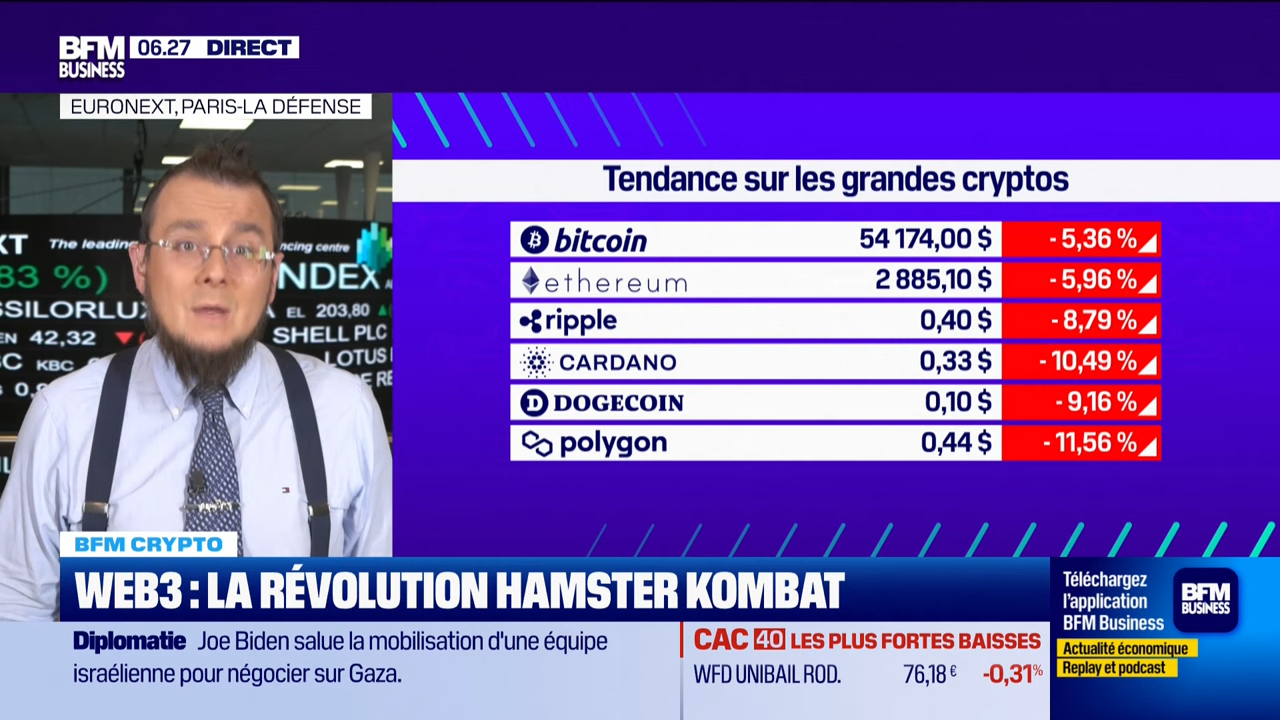 BFM
BUSINESS
06.27 DIRECT
EURONEXT, PARIS-LA DÉFENSE
XT The leading
ncing centre
83 %)
NDEX
SSILORLUX
A EL 203,80
EN 42,32
SHELL PLC
C KBC
LOTUS
Tendance sur les grandes cryptos
bitcoin 54 174,00 $ - 5,36 %
ethereum 2 885,10 $ - 5,96 %
ripple 0,40 $ - 8,79 %
CARDANO 0,33 $ - 10,49 %
DOGECOIN 0,10 $ - 9,16 %
polygon 0,44 $ - 11,56 %
BFM CRYPTO
WEB3 : LA RÉVOLUTION HAMSTER KOMBAT
Diplomatie Joe Biden salue la mobilisation d'une équipe
israélienne pour négocier sur Gaza.
CAC 40 LES PLUS FORTES BAISSES
WFD UNIBAIL ROD. 76,18 € -0,31%
Téléchargez
l'application
BFM Business
BFM
BUSINESS
Actualité économique
Replay et podcast